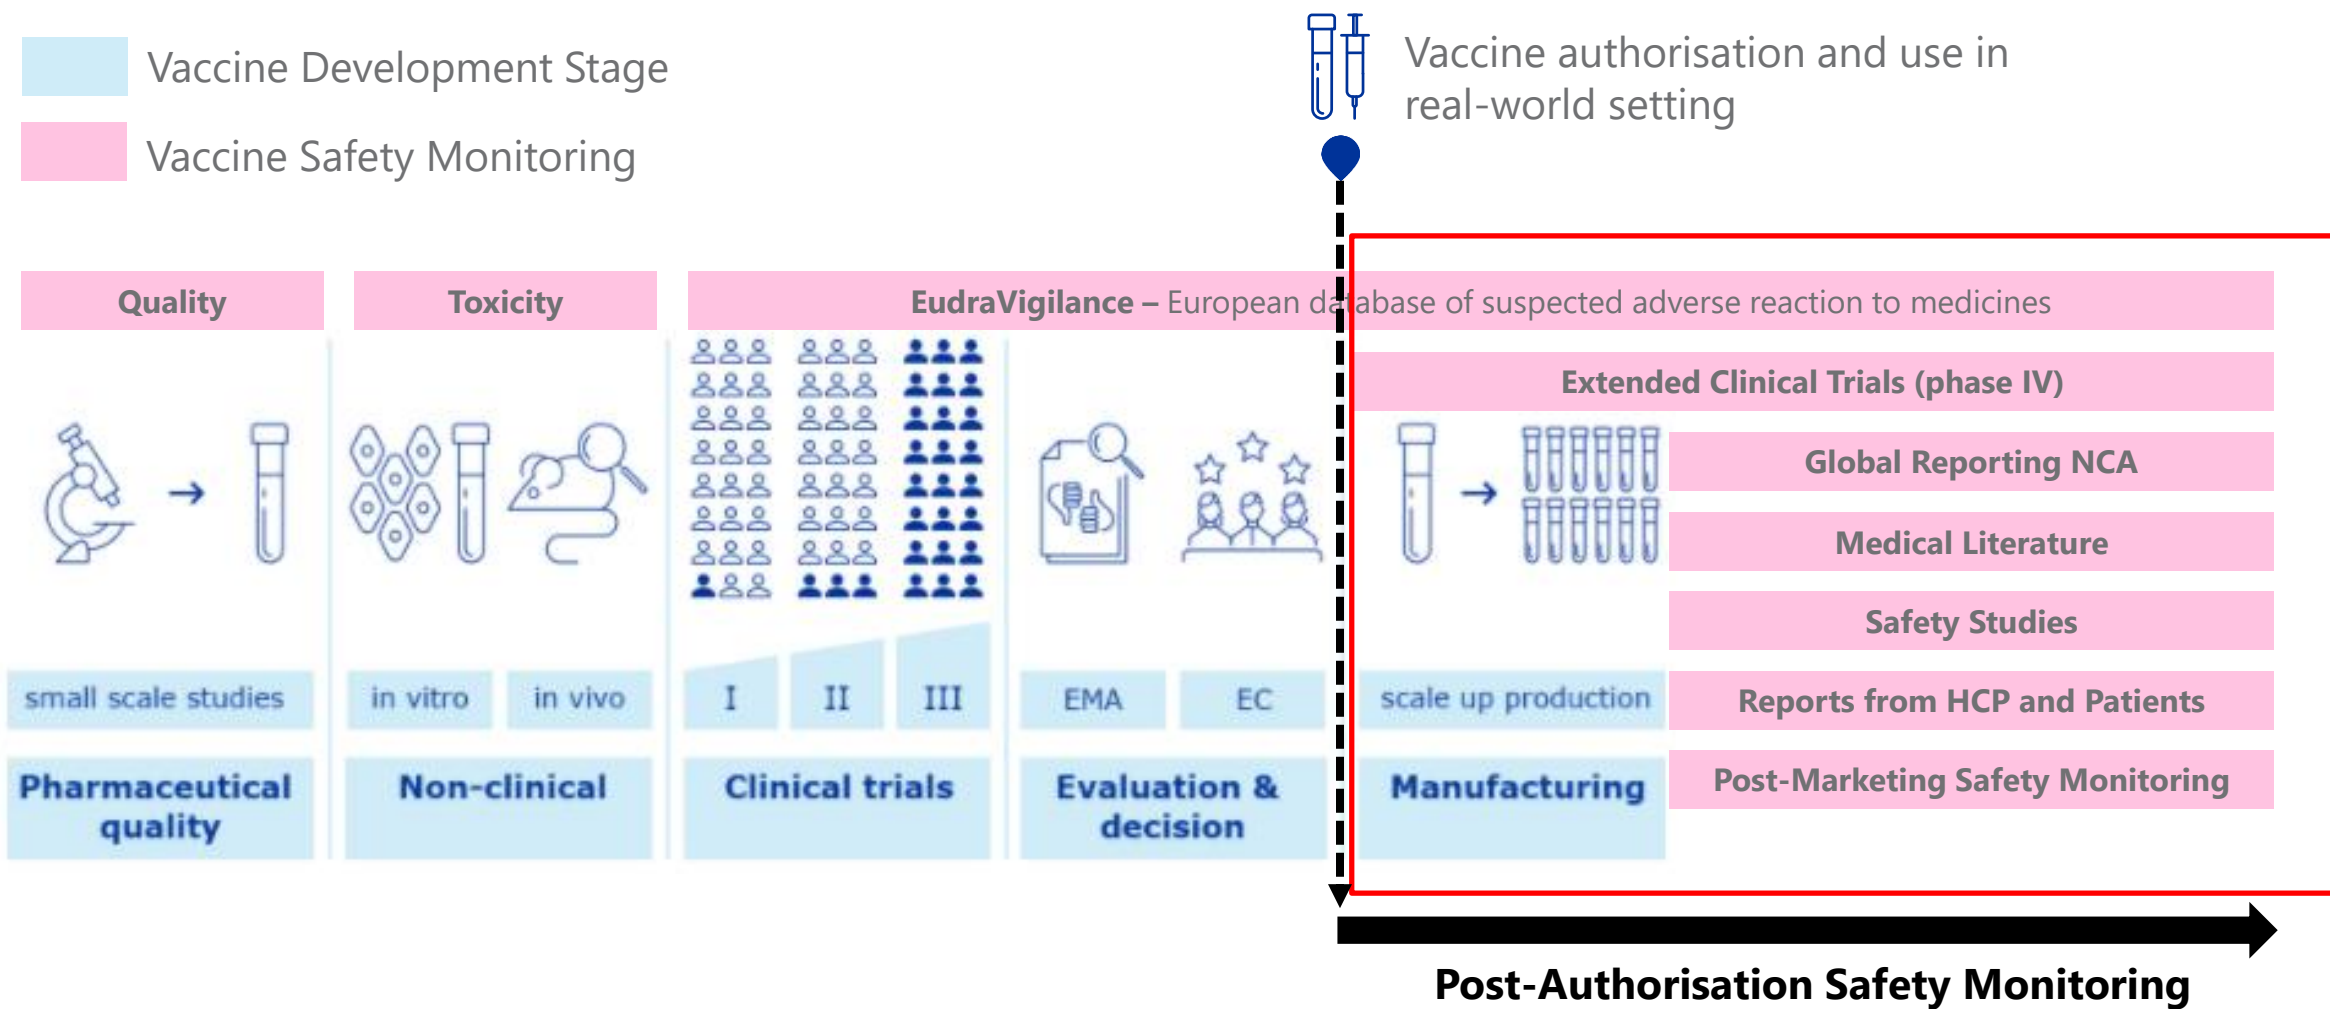 Vaccine Development Stage
Vaccine Safety Monitoring
Vaccine authorisation and use in
real-world setting
Quality
Toxicity
EudraVigilance – European database of suspected adverse reaction to medicines
Extended Clinical Trials (phase IV)
Global Reporting NCA
Medical Literature
Safety Studies
small scale studies
in vitro
in vivo
I
II
III
EMA
EC
scale up production
Reports from HCP and Patients
Pharmaceutical
quality
Non-clinical
Clinical trials
Evaluation &
decision
Manufacturing
Post-Marketing Safety Monitoring
Post-Authorisation Safety Monitoring